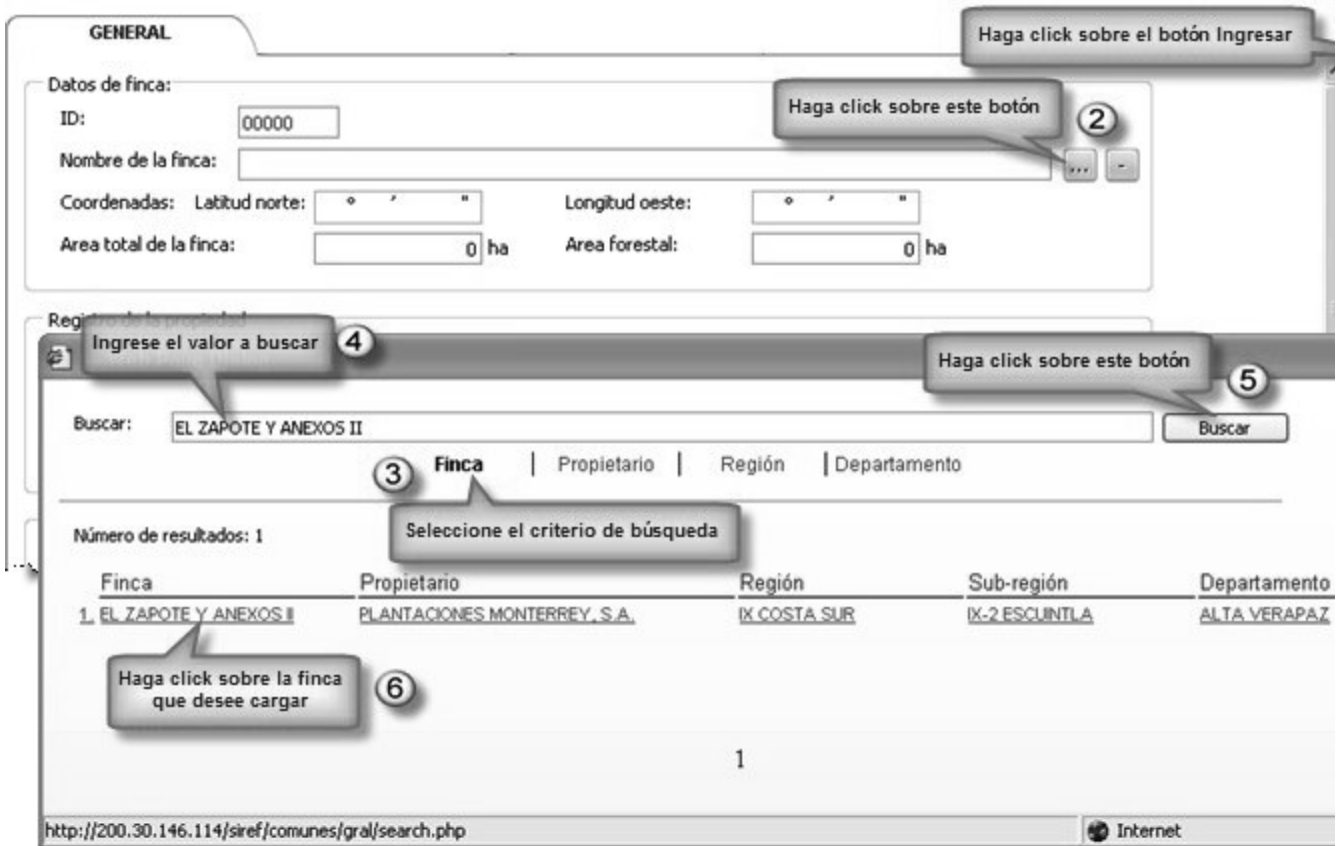 GENERAL
Haga click sobre el botón Ingresar
Datos de finca:
Haga click sobre este botón
2
ID:
00000
Nombre de la finca:
...
-
Coordenadas: Latitud norte: ° ′ "
Longitud oeste: ° ′ "
Area total de la finca: 0 ha
Area forestal: 0 ha
Registro de la propiedad
Ingrese el valor a buscar
4
Haga click sobre este botón
5
Buscar:
EL ZAPOTE Y ANEXOS II
Buscar
3
Finca | Propietario | Región | Departamento
Seleccione el criterio de búsqueda
Número de resultados: 1
Finca Propietario Región Sub-región Departamento
1. EL ZAPOTE Y ANEXOS II PLANTACIONES MONTERREY, S.A. IX COSTA SUR IX-2 ESCUINTLA ALTA VERAPAZ
Haga click sobre la finca
que desee cargar
6
1
http://200.30.146.114/siref/comunes/gral/search.php
Internet